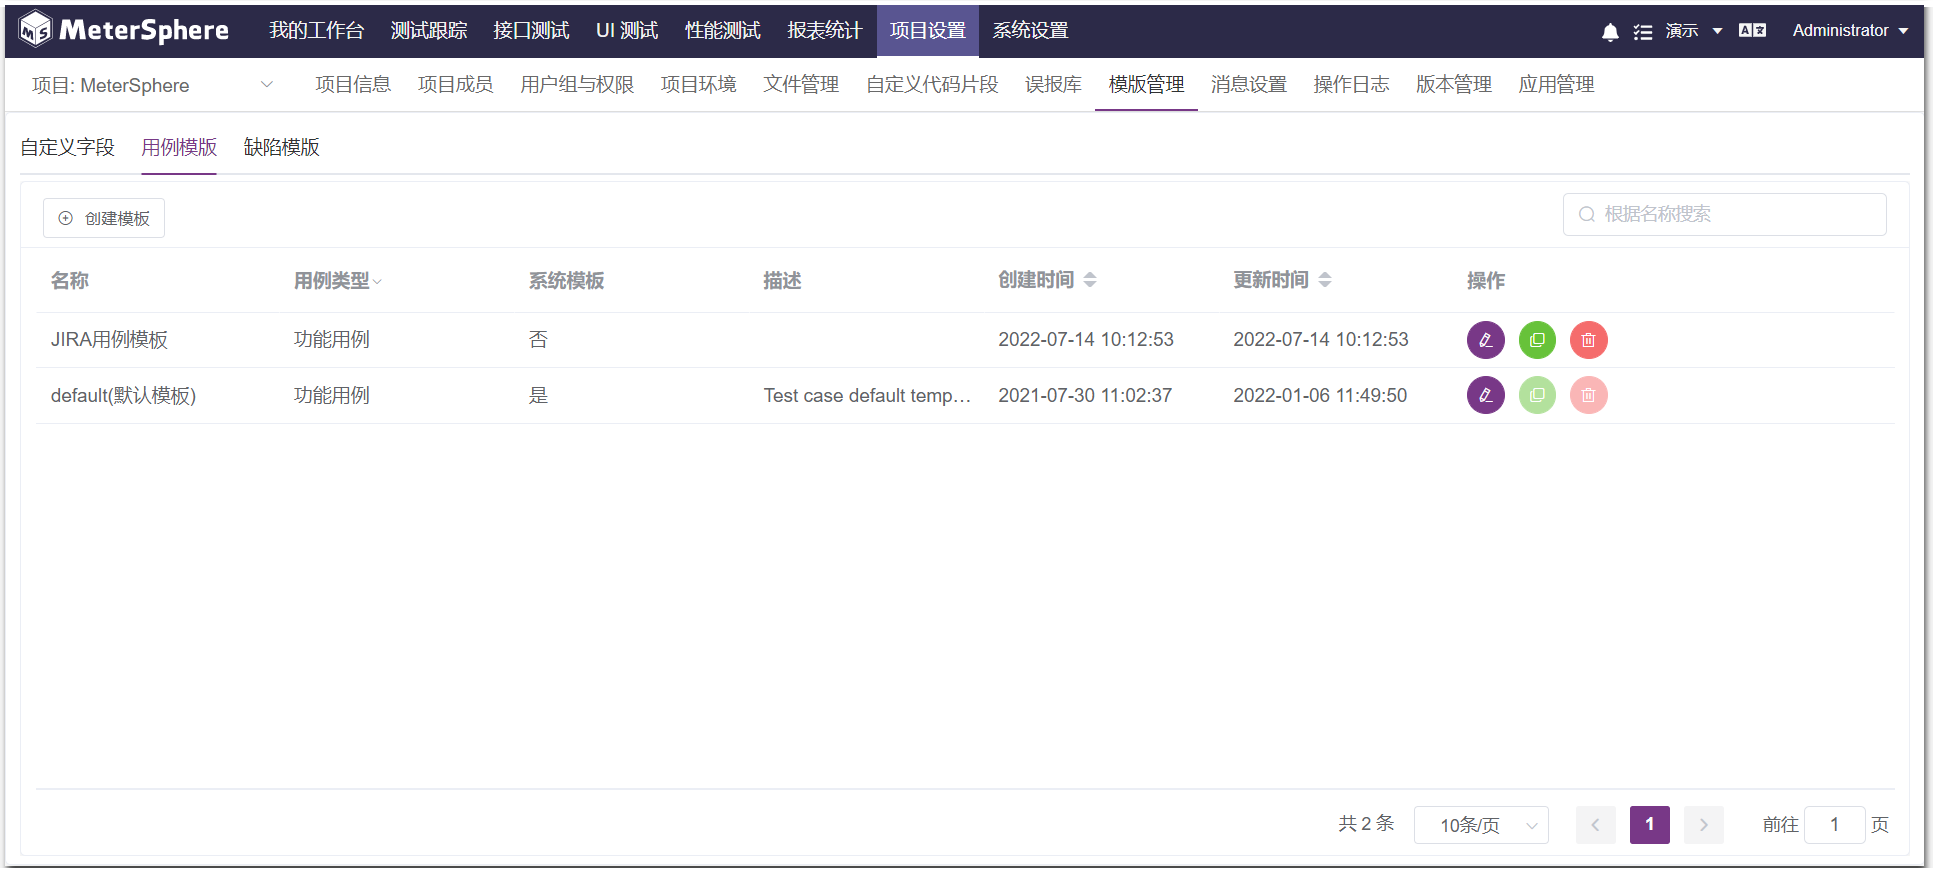 MeterSphere 我的工作台 测试跟踪 接口测试 UI 测试 性能测试 报表统计 项目设置 系统设置 演示 Administrator
项目: MeterSphere 项目信息 项目成员 用户组与权限 项目环境 文件管理 自定义代码片段 误报库 模版管理 消息设置 操作日志 版本管理 应用管理
自定义字段 用例模版 缺陷模版
创建模板 根据名称搜索
名称 用例类型 系统模板 描述 创建时间 更新时间 操作
JIRA用例模板 功能用例 否 2022-07-14 10:12:53 2022-07-14 10:12:53
default(默认模板) 功能用例 是 Test case default temp... 2021-07-30 11:02:37 2022-01-06 11:49:50
共 2 条 10条/页 1 前往 1 页